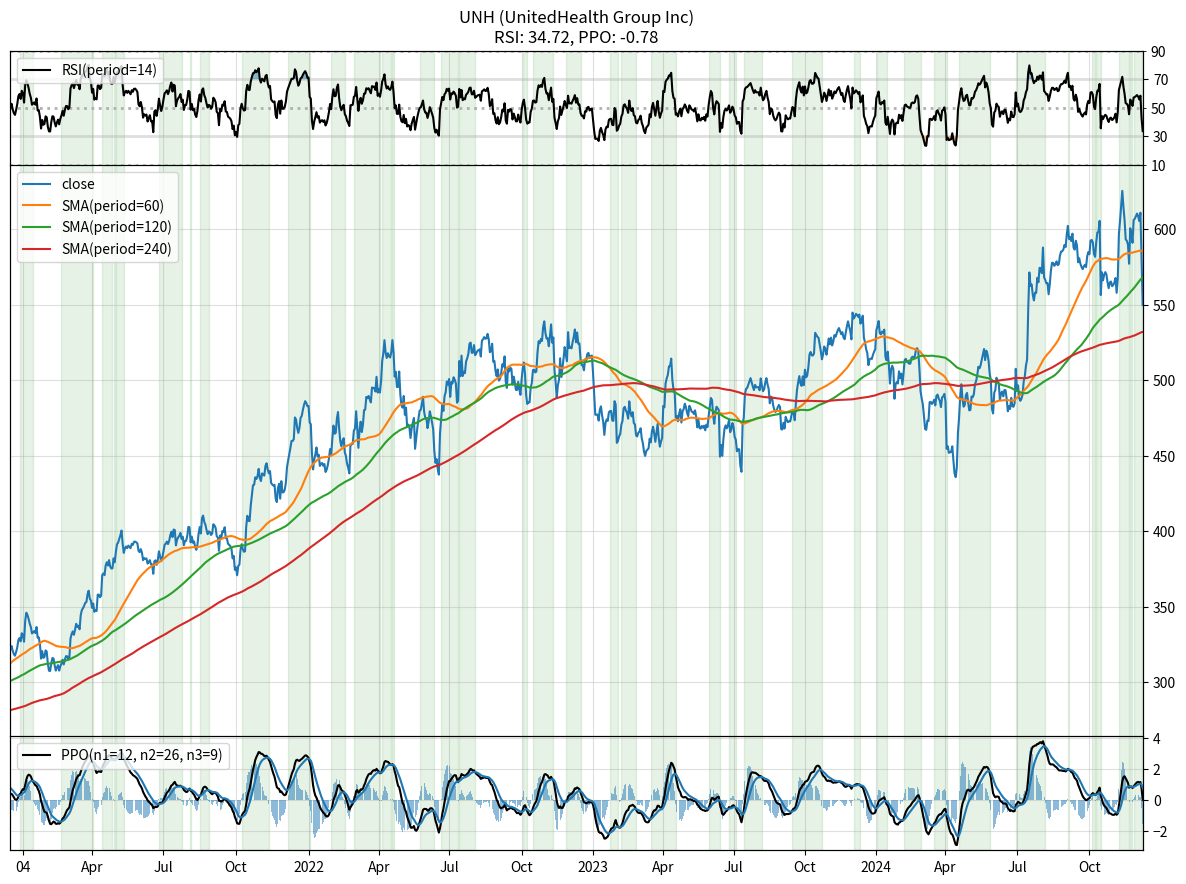 UNH (UnitedHealth Group Inc)
RSI: 34.72, PPO: -0.78
RSI(period=14)
90
70
50
30
10
close
SMA(period=60)
SMA(period=120)
SMA(period=240)
600
550
500
450
400
350
300
PPO(n1=12, n2=26, n3=9)
4
2
0
−2
04 Apr Jul Oct 2022 Apr Jul Oct 2023 Apr Jul Oct 2024 Apr Jul Oct